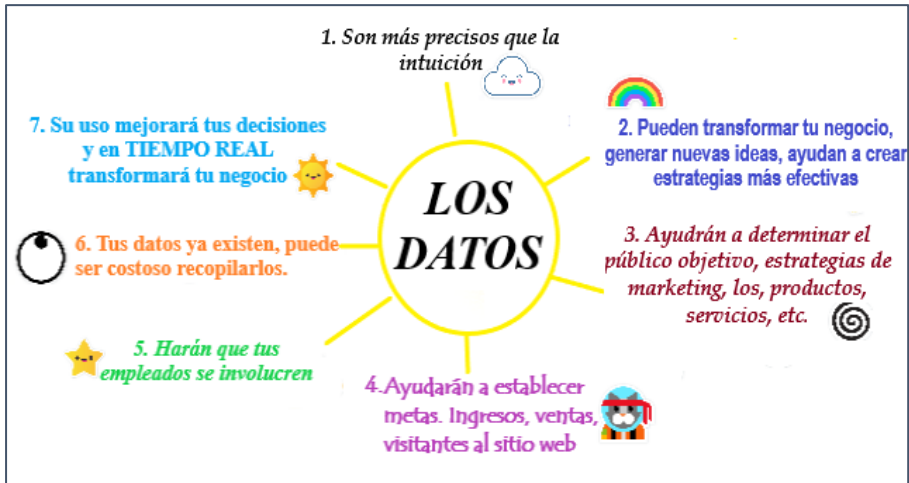 1. Son más precisos que la
intuición
2. Pueden transformar tu negocio,
generar nuevas ideas, ayudan a crear
estrategias más efectivas
3. Ayudrán a determinar el
público objetivo, estrategias de
marketing, los, productos,
servicios, etc.
4.Ayudarán a establecer
metas. Ingresos, ventas,
visitantes al sitio web
5. Harán que tus
empleados se involucren
6. Tus datos ya existen, puede
ser costoso recopilarlos.
7. Su uso mejorará tus decisiones
y en TIEMPO REAL
transformará tu negocio
LOS
DATOS